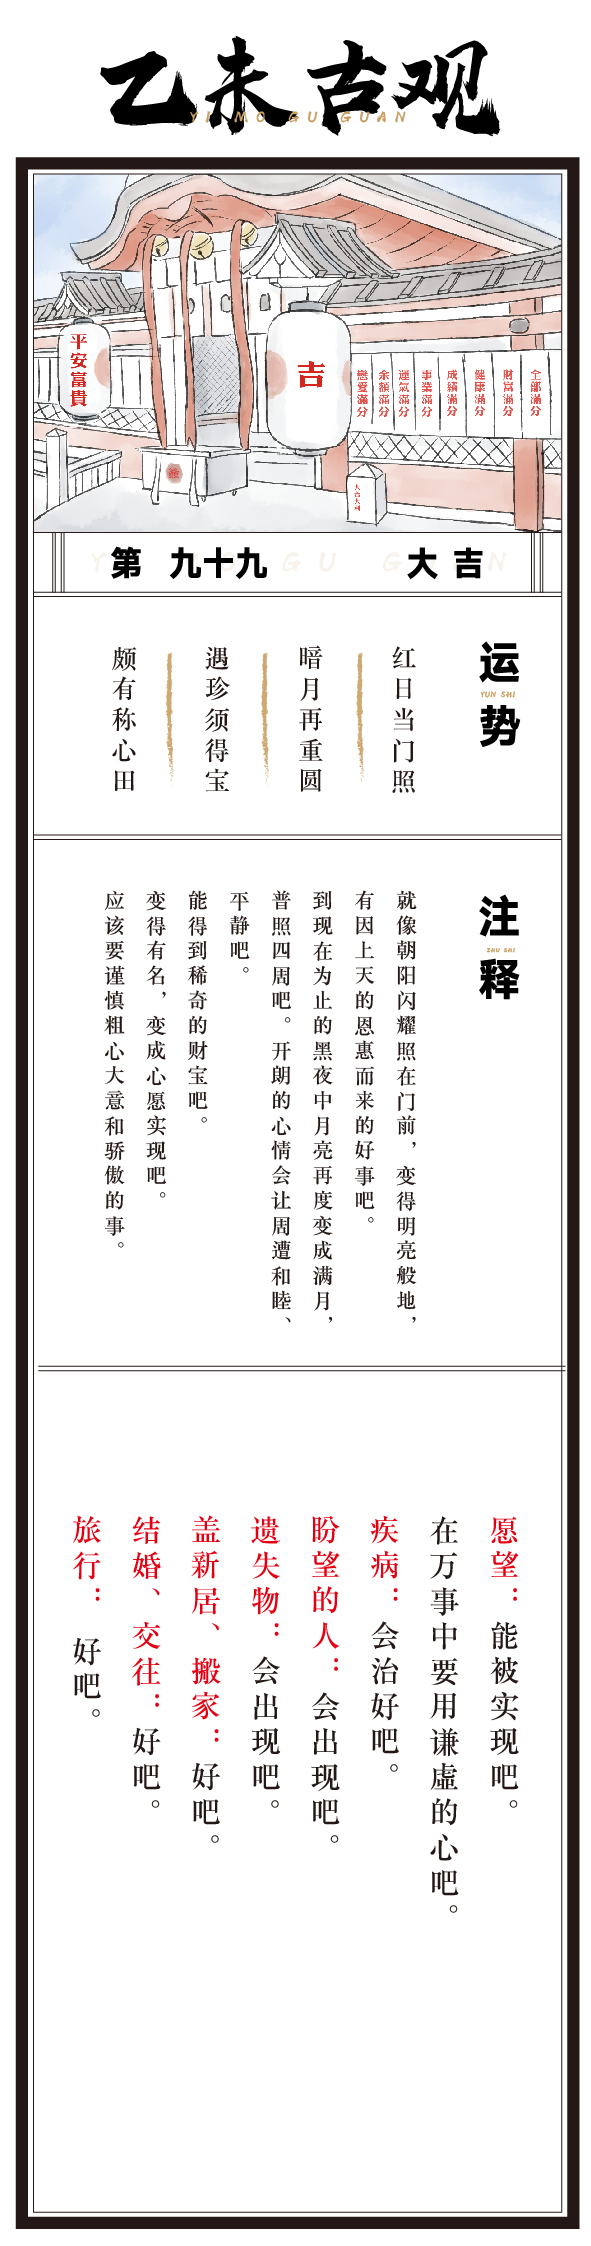 乙未古观
YI MO GU GUAN
平安富貴
吉
戀愛滿分
余額滿分
運氣滿分
事業滿分
成績滿分
健康滿分
財富滿分
全部滿分
大吉大利
第 九十九
大吉
运势
YUN SHI
红日当门照
暗月再重圆
遇珍须得宝
颇有称心田
注释
ZHU SHI
就像朝阳闪耀照在门前，变得明亮般地，
有因上天的恩惠而来的好事吧。
到现在为止的黑夜中月亮再度变成满月，
普照四周吧。开朗的心情会让周遭和睦、
平静吧。
能得到稀奇的财宝吧。
变得有名，变成心愿实现吧。
应该要谨慎粗心大意和骄傲的事。
愿望：能被实现吧。
在万事中要用谦虚的心吧。
疾病：会治好吧。
盼望的人：会出现吧。
遗失物：会出现吧。
盖新居、搬家：好吧。
结婚、交往：好吧。
旅行： 好吧。